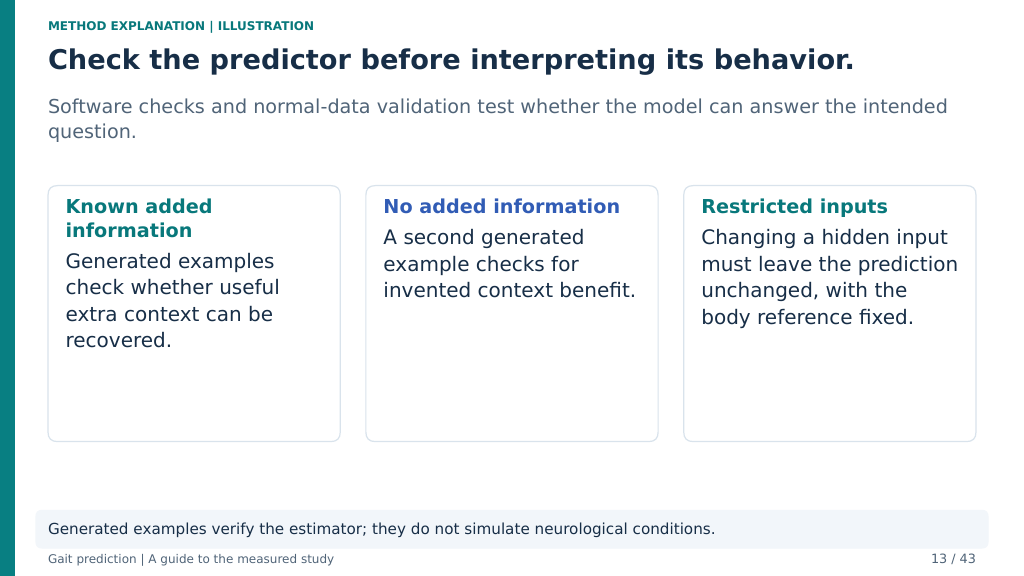 METHOD EXPLANATION | ILLUSTRATION
Check the predictor before interpreting its behavior.
Software checks and normal-data validation test whether the model can answer the intended
question.
Known added
information
Generated examples
check whether useful
extra context can be
recovered.
No added information
A second generated
example checks for
invented context benefit.
Restricted inputs
Changing a hidden input
must leave the prediction
unchanged, with the
body reference fixed.
Generated examples verify the estimator; they do not simulate neurological conditions.
Gait prediction | A guide to the measured study
13 / 43